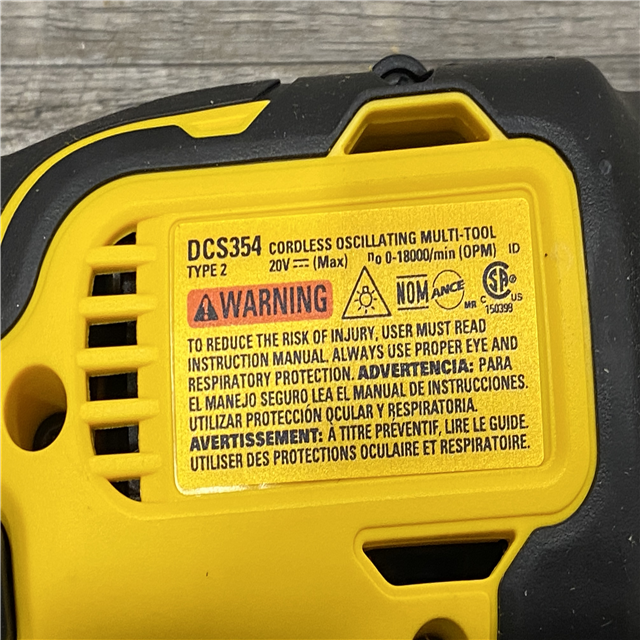 DCS354 CORDLESS OSCILLATING MULTI-TOOL
TYPE 2 20V⎓ (Max) n0 0-18000/min (OPM) ID
⚠WARNING NOM ANCE MR C SA US
150399
TO REDUCE THE RISK OF INJURY, USER MUST READ
INSTRUCTION MANUAL. ALWAYS USE PROPER EYE AND
RESPIRATORY PROTECTION. ADVERTENCIA: PARA
EL MANEJO SEGURO LEA EL MANUAL DE INSTRUCCIONES.
UTILIZAR PROTECCIÓN OCULAR Y RESPIRATORIA.
AVERTISSEMENT: À TITRE PRÉVENTIF, LIRE LE GUIDE.
UTILISER DES PROTECTIONS OCULAIRE ET RESPIRATOIRE.